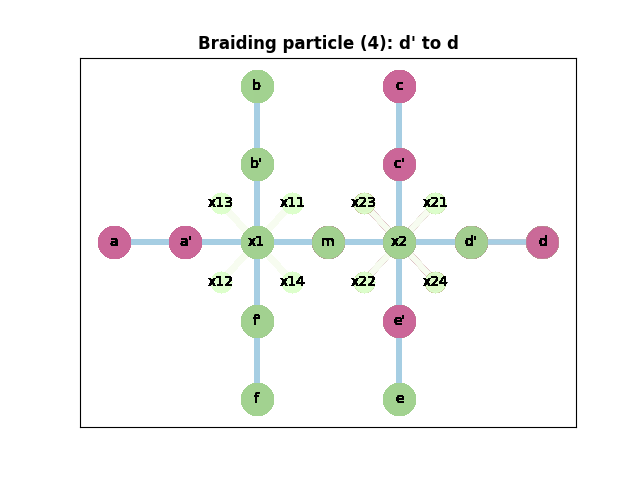 Braiding particle (4): d' to d
b c
b' c'
x13 x11 x23 x21
a a' x1 m x2 d' d
x12 x14 x22 x24
f' e'
f e